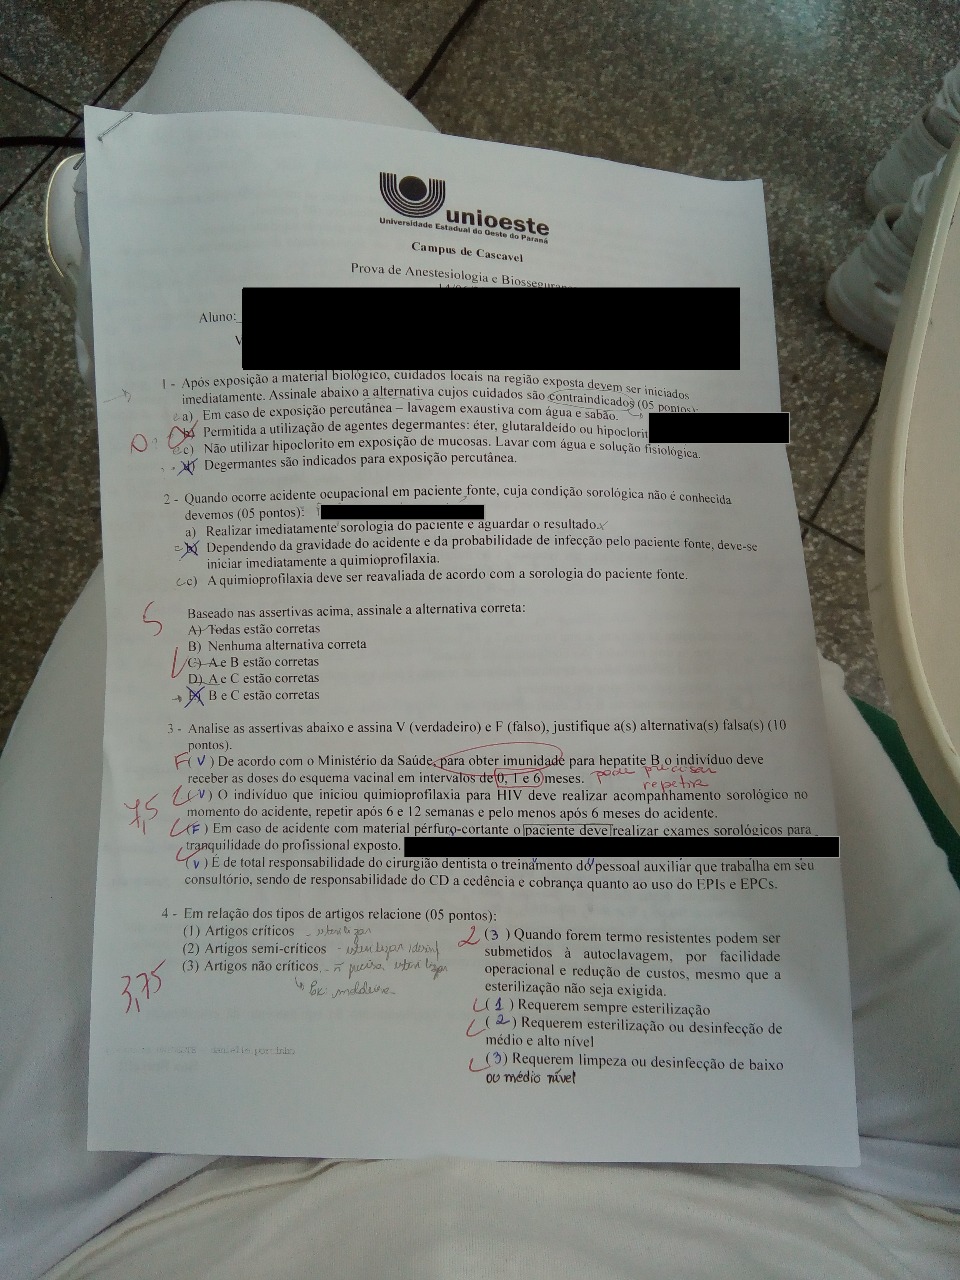 unioeste
Universidade Estadual do Oeste do Paraná
Campus de Cascavel
Prova de Anestesiologia e Biossegurança
Aluno:
1 - Após exposição a material biológico, cuidados locais na região exposta devem ser iniciados
imediatamente. Assinale abaixo a alternativa cujos cuidados são contraindicados (05 pontos):
a) Em caso de exposição percutânea – lavagem exaustiva com água e sabão.
b) Permitida a utilização de agentes degermantes: éter, glutaraldeído ou hipoclorit
0
c) Não utilizar hipoclorito em exposição de mucosas. Lavar com água e solução fisiológica.
d) Degermantes são indicados para exposição percutânea.
2 - Quando ocorre acidente ocupacional em paciente fonte, cuja condição sorológica não é conhecida
devemos (05 pontos):
a) Realizar imediatamente sorologia do paciente e aguardar o resultado.
b) Dependendo da gravidade do acidente e da probabilidade de infecção pelo paciente fonte, deve-se
iniciar imediatamente a quimioprofilaxia.
c) A quimioprofilaxia deve ser reavaliada de acordo com a sorologia do paciente fonte.
5
Baseado nas assertivas acima, assinale a alternativa correta:
A) Todas estão corretas
B) Nenhuma alternativa correta
C) A e B estão corretas
D) A e C estão corretas
E) B e C estão corretas
3 - Analise as assertivas abaixo e assina V (verdadeiro) e F (falso), justifique a(s) alternativa(s) falsa(s) (10
pontos).
F (V) De acordo com o Ministério da Saúde, para obter imunidade para hepatite B o indivíduo deve
receber as doses do esquema vacinal em intervalos de 0, 1 e 6 meses. pode precisar
repetir
(V) O indivíduo que iniciou quimioprofilaxia para HIV deve realizar acompanhamento sorológico no
momento do acidente, repetir após 6 e 12 semanas e pelo menos após 6 meses do acidente.
7,5
(F) Em caso de acidente com material pérfuro-cortante o paciente deve realizar exames sorológicos para
tranquilidade do profissional exposto.
(V) É de total responsabilidade do cirurgião dentista o treinamento do pessoal auxiliar que trabalha em seu
consultório, sendo de responsabilidade do CD a cedência e cobrança quanto ao uso do EPIs e EPCs.
4 - Em relação dos tipos de artigos relacione (05 pontos):
(1) Artigos críticos - esterilizar
(2) Artigos semi-críticos - esterilizar/desinf
(3) Artigos não críticos - ñ precisa esterilizar
Ex: moldeira
3,75
2 (3) Quando forem termo resistentes podem ser
submetidos à autoclavagem, por facilidade
operacional e redução de custos, mesmo que a
esterilização não seja exigida.
(1) Requerem sempre esterilização
(2) Requerem esterilização ou desinfecção de
médio e alto nível
(3) Requerem limpeza ou desinfecção de baixo
ou médio nível